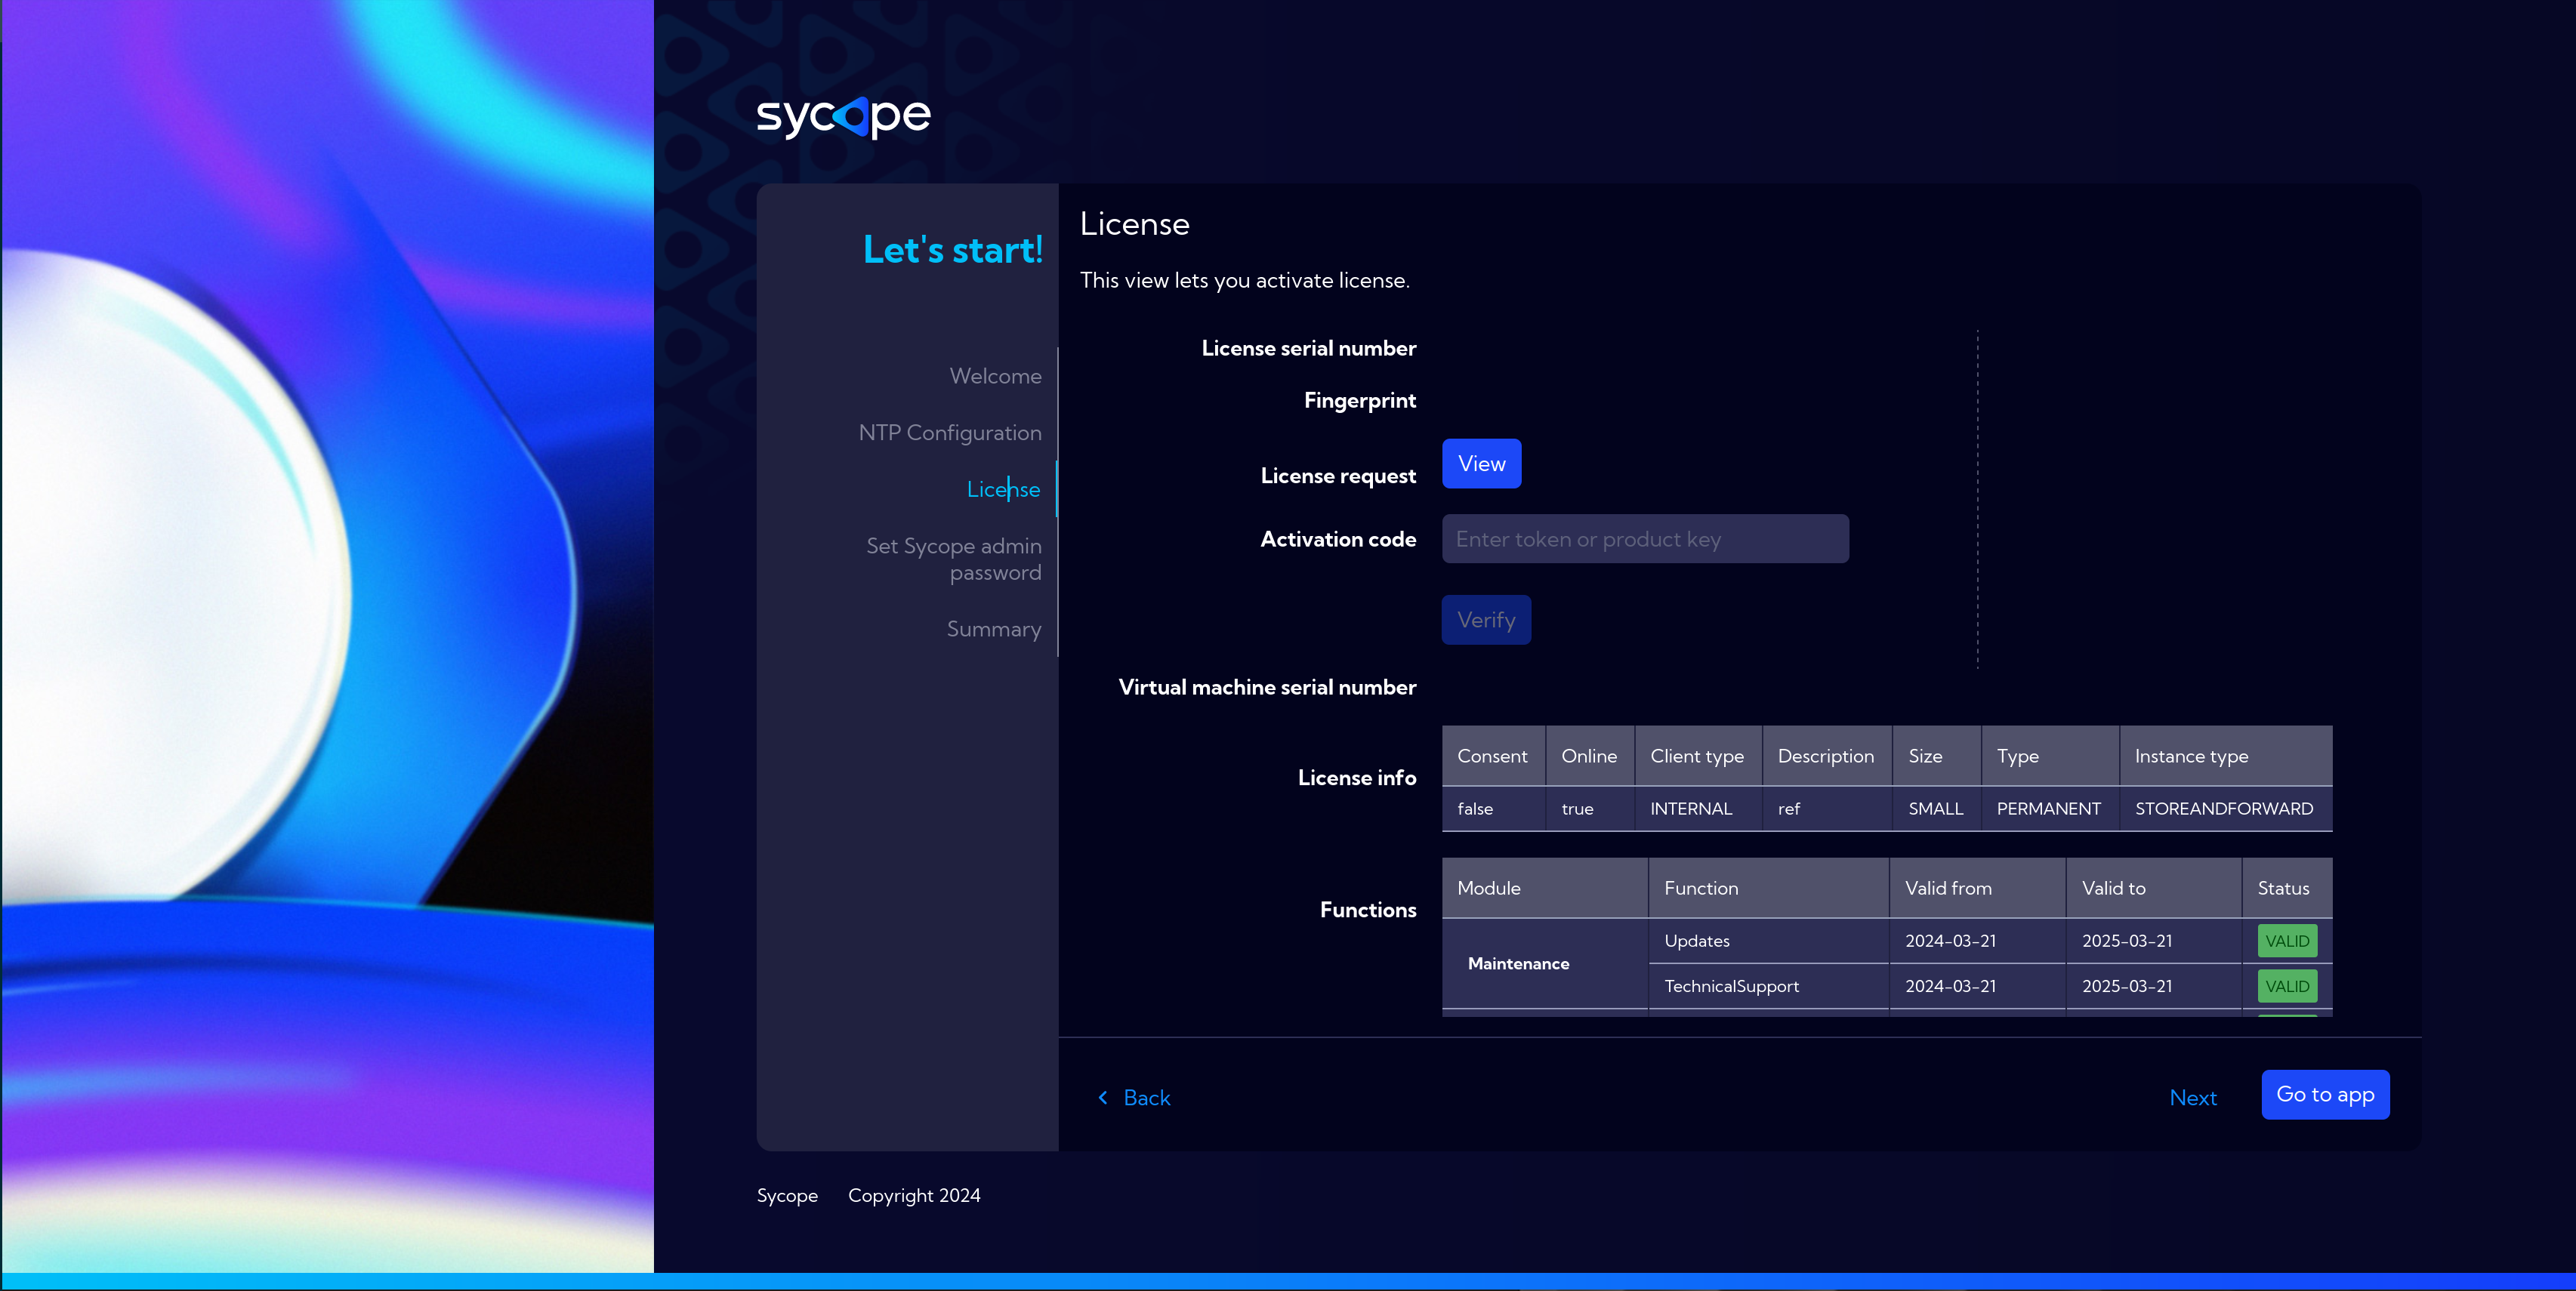 sycope
Let's start!
Welcome
NTP Configuration
License
Set Sycope admin
password
Summary
License
This view lets you activate license.
License serial number
Fingerprint
License request
View
Activation code
Enter token or product key
Verify
Virtual machine serial number
License info
Consent Online Client type Description Size Type Instance type
false true INTERNAL ref SMALL PERMANENT STOREANDFORWARD
Functions
Module Function Valid from Valid to Status
Maintenance
Updates 2024-03-21 2025-03-21 VALID
TechnicalSupport 2024-03-21 2025-03-21 VALID
Back
Next
Go to app
Sycope Copyright 2024